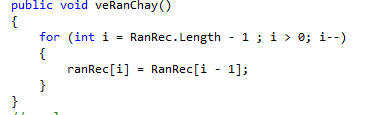 public void veRanChay()
{
for (int i = RanRec.Length - 1 ; i > 0; i--)
{
ranRec[i] = RanRec[i - 1];
}
}